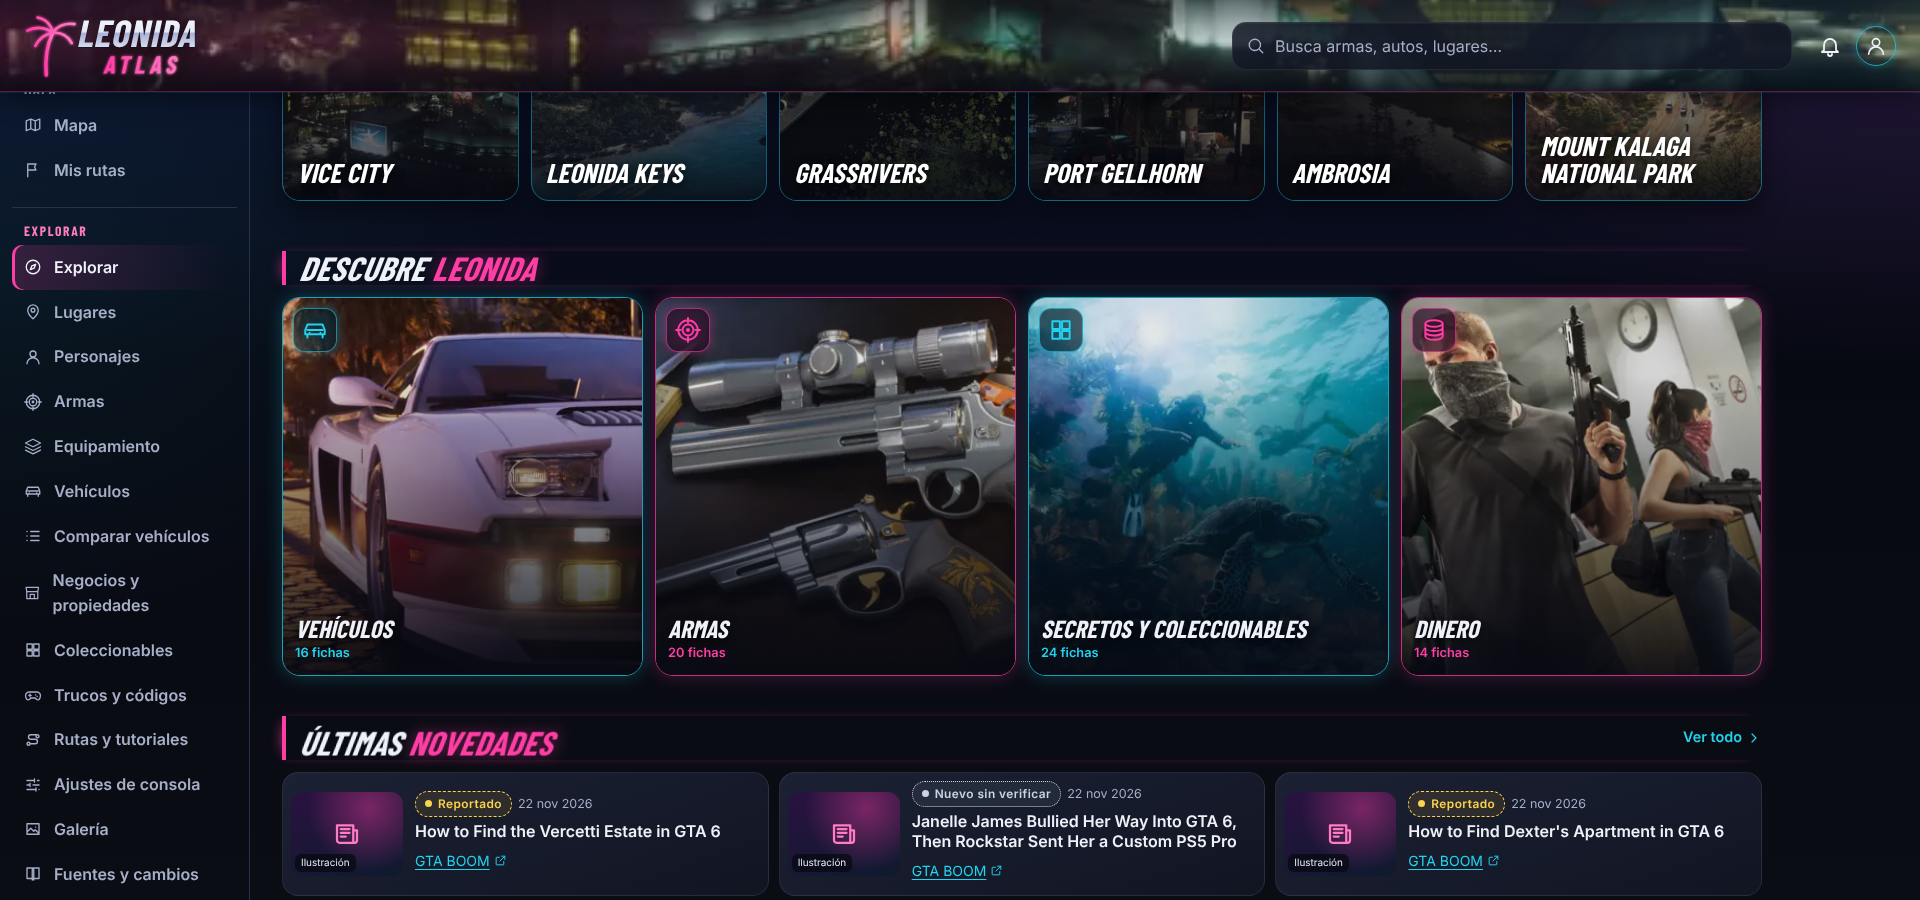 LEONIDA
ATLAS
Busca armas, autos, lugares...
Mapa
Mis rutas
EXPLORAR
Explorar
Lugares
Personajes
Armas
Equipamiento
Vehículos
Comparar vehículos
Negocios y
propiedades
Coleccionables
Trucos y códigos
Rutas y tutoriales
Ajustes de consola
Galería
Fuentes y cambios
VICE CITY
LEONIDA KEYS
GRASSRIVERS
PORT GELLHORN
AMBROSIA
MOUNT KALAGA
NATIONAL PARK
DESCUBRE LEONIDA
VEHÍCULOS
16 fichas
ARMAS
20 fichas
SECRETOS Y COLECCIONABLES
24 fichas
DINERO
14 fichas
ÚLTIMAS NOVEDADES
Ver todo
Ilustración
Reportado 22 nov 2026
How to Find the Vercetti Estate in GTA 6
GTA BOOM
Ilustración
Nuevo sin verificar 22 nov 2026
Janelle James Bullied Her Way Into GTA 6,
Then Rockstar Sent Her a Custom PS5 Pro
GTA BOOM
Ilustración
Reportado 22 nov 2026
How to Find Dexter's Apartment in GTA 6
GTA BOOM